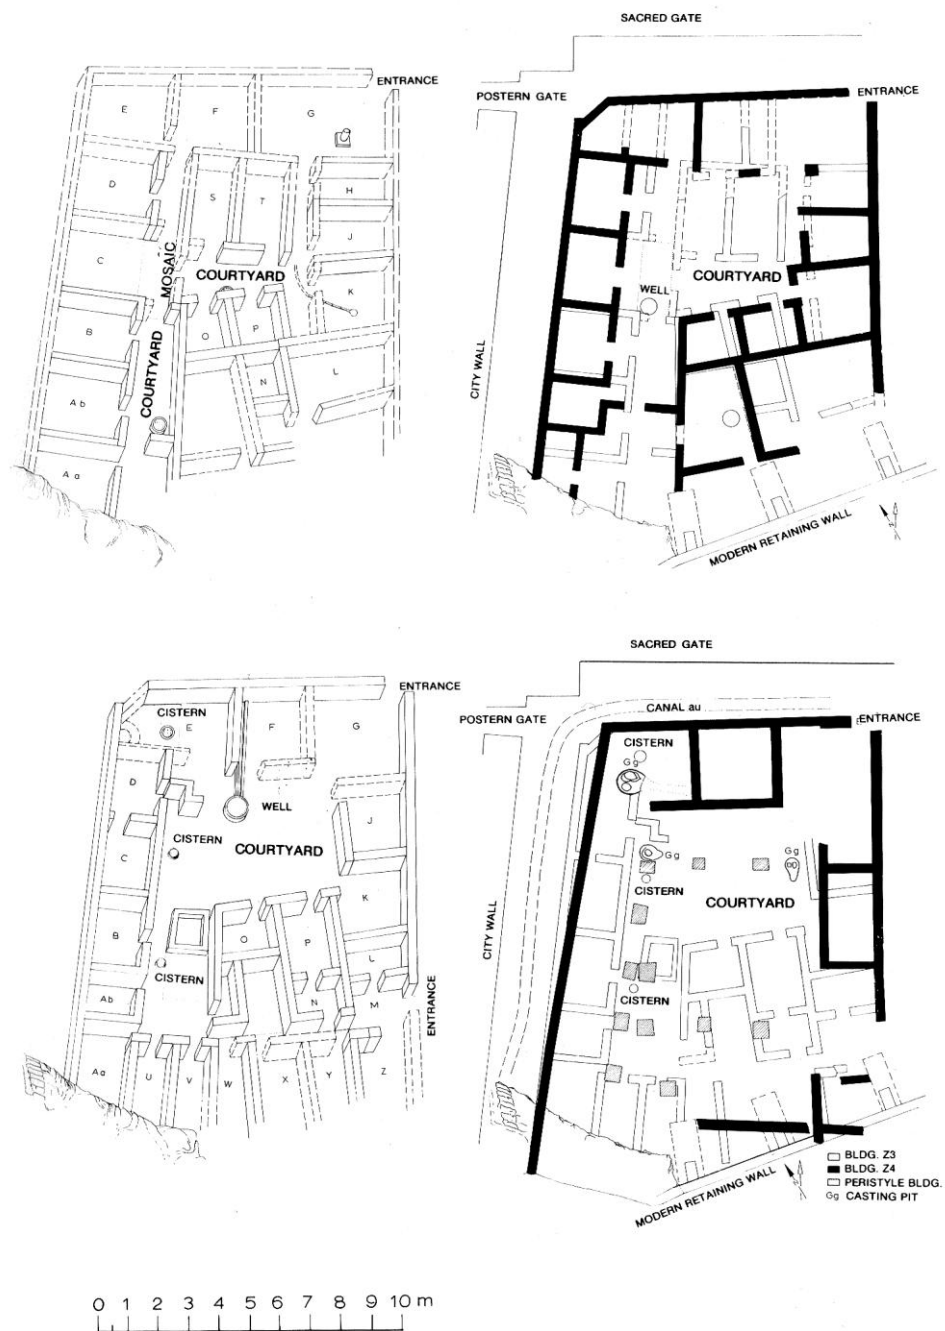 ENTRANCE
E
F
G
D
S
T
H
C
J
MOSAIC
COURTYARD
K
B
O
P
L
COURTYARD
N
Ab
Aa
SACRED GATE
POSTERN GATE
ENTRANCE
COURTYARD
WELL
CITY WALL
MODERN RETAINING WALL
N
ENTRANCE
CISTERN
E
F
G
D
WELL
CISTERN
COURTYARD
J
C
K
B
O
P
L
CISTERN
Ab
N
M
ENTRANCE
Aa
U
V
W
X
Y
Z
SACRED GATE
CANAL au
POSTERN GATE
ENTRANCE
CISTERN
Gg
Gg
Gg
CISTERN
COURTYARD
CITY WALL
CISTERN
MODERN RETAINING WALL
N
BLDG. Z3
BLDG. Z4
PERISTYLE BLDG.
Gg CASTING PIT
0 1 2 3 4 5 6 7 8 9 10 m